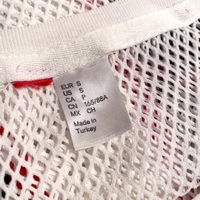 EUR S
US S
CA P
CN 165/88A
MX CH
Made in
Turkey